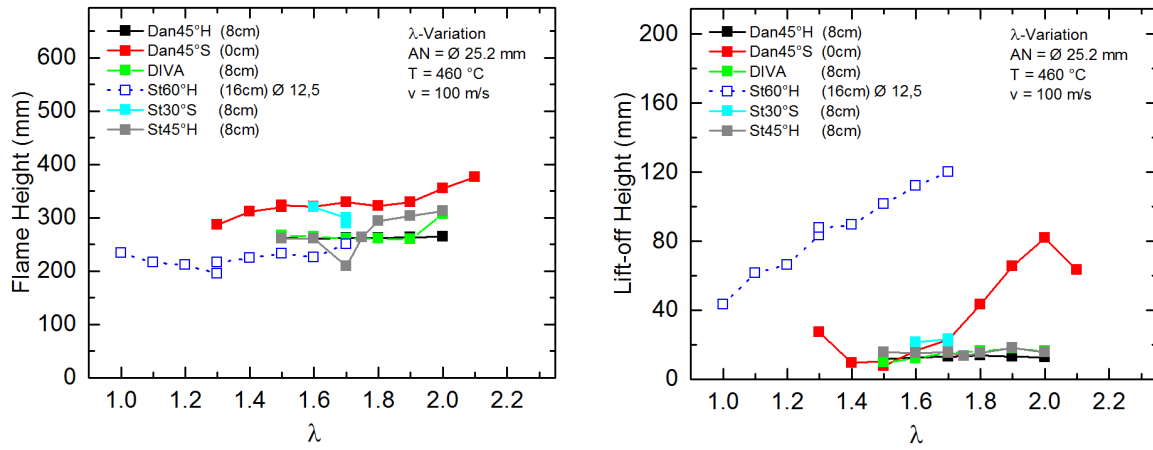 Dan45°H (8cm)
Dan45°S (0cm)
DIVA (8cm)
St60°H (16cm) Ø 12,5
St30°S (8cm)
St45°H (8cm)
λ-Variation
AN = Ø 25.2 mm
T = 460 °C
v = 100 m/s
Flame Height (mm)
600
500
400
300
200
100
0
1.0 1.2 1.4 1.6 1.8 2.0 2.2
λ
Dan45°H (8cm)
Dan45°S (0cm)
DIVA (8cm)
St60°H (16cm) Ø 12,5
St30°S (8cm)
St45°H (8cm)
λ-Variation
AN = Ø 25.2 mm
T = 460 °C
v = 100 m/s
Lift-off Height (mm)
200
160
120
80
40
0
1.0 1.2 1.4 1.6 1.8 2.0 2.2
λ